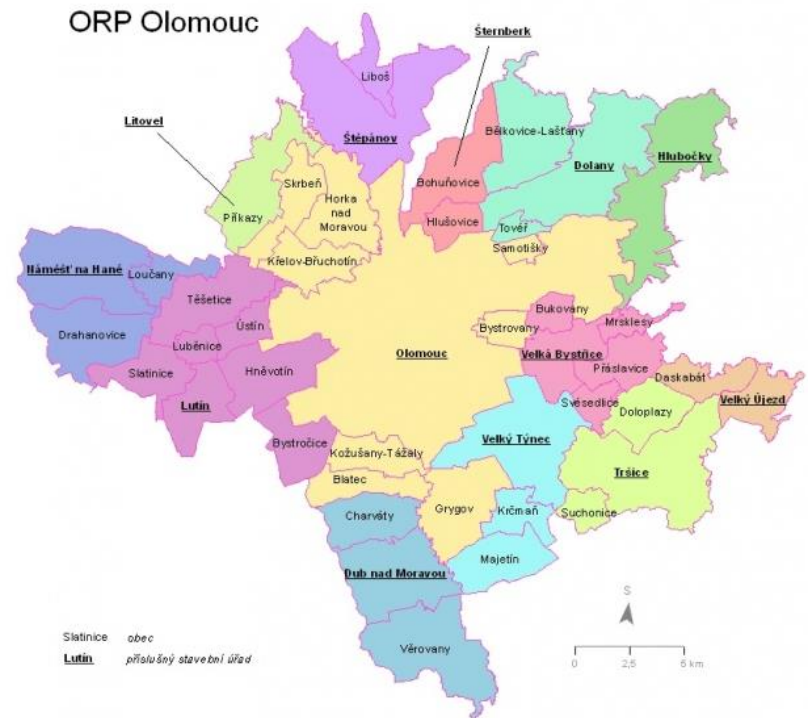 ORP Olomouc
Šternberk
Liboš
Litovel
Štěpánov
Bělkovice-Lašťany
Dolany
Hlubočky
Skrbeň
Bohuňovice
Horka
nad
Moravou
Příkazy
Hlušovice
Tovéř
Samotišky
Křelov-Břuchotín
Náměšť na Hané
Loučany
Těšetice
Bukovany
Mrsklesy
Ústín
Bystrovany
Drahanovice
Luběnice
Olomouc
Velká Bystřice
Přáslavice
Slatinice
Hněvotín
Daskabát
Lutín
Svésedlice
Velký Újezd
Doloplazy
Bystročice
Kožušany-Tážaly
Velký Týnec
Tršice
Blatec
Charváty
Grygov
Krčmaň
Suchonice
Majetín
Dub nad Moravou
Věrovany
S
Slatinice obec
Lutín příslušný stavební úřad
0 2,5 5 km